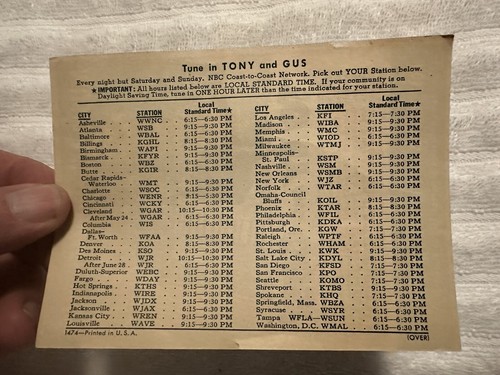 Tune in TONY and GUS
Every night but Saturday and Sunday, NBC Coast-to-Coast Network. Pick out YOUR Station below.
★IMPORTANT: All hours listed below are LOCAL STANDARD TIME. If your community is on
Daylight Saving Time, tune in ONE HOUR LATER than the time indicated for your station.
CITY STATION Local Standard Time★
Asheville WWNC 6:15—6:30 PM
Atlanta WSB 9:15—9:30 PM
Baltimore WBAL 6:15—6:30 PM
Billings KGHL 8:15—8:30 PM
Birmingham WAPI 9:15—9:30 PM
Bismarck KFYR 9:15—9:30 PM
Boston WBZ 6:15—6:30 PM
Butte KGIR 8:15—8:30 PM
Cedar Rapids-
Waterloo WMT 9:15—9:30 PM
Charlotte WSOC 6:15—6:30 PM
Chicago WENR 9:15—9:30 PM
Cincinnati WCKY 6:15—6:30 PM
Cleveland WGAR 10:15—10:30 PM
After May 24 WGAR 6:15—6:30 PM
Columbia WIS 6:15—6:30 PM
Dallas-
Ft. Worth WFAA 9:15—9:30 PM
Denver KOA 8:15—8:30 PM
Des Moines KSO 9:15—9:30 PM
Detroit WJR 10:15—10:30 PM
After June 28 WJR 6:15—6:30 PM
Duluth-Superior WEBC 9:15—9:30 PM
Fargo WDAY 9:15—9:30 PM
Hot Springs KTHS 9:15—9:30 PM
Indianapolis WIRE 9:15—9:30 PM
Jackson WJDX 9:15—9:30 PM
Jacksonville WJAX 6:15—6:30 PM
Kansas City WREN 9:15—9:30 PM
Louisville WAVE 9:15—9:30 PM
1474—Printed in U. S. A.
CITY STATION Local Standard Time★
Los Angeles KFI 7:15—7:30 PM
Madison WIBA 9:15—9:30 PM
Memphis WMC 9:15—9:30 PM
Miami WIOD 6:15—6:30 PM
Milwaukee WTMJ 9:15—9:30 PM
Minneapolis-
St. Paul KSTP 9:15—9:30 PM
Nashville WSM 9:15—9:30 PM
New Orleans WSMB 9:15—9:30 PM
New York WJZ 6:15—6:30 PM
Norfolk WTAR 6:15—6:30 PM
Omaha-Council
Bluffs KOIL 9:15—9:30 PM
Phoenix KTAR 8:15—8:30 PM
Philadelphia WFIL 6:15—6:30 PM
Pittsburgh KDKA 6:15—6:30 PM
Portland, Ore. KGW 7:15—7:30 PM
Raleigh WPTF 6:15—6:30 PM
Rochester WHAM 6:15—6:30 PM
St. Louis KWK 9:15—9:30 PM
Salt Lake City KDYL 8:15—8:30 PM
San Diego KFSD 7:15—7:30 PM
San Francisco KPO 7:15—7:30 PM
Seattle KOMO 7:15—7:30 PM
Shreveport KTBS 9:15—9:30 PM
Spokane KHQ 7:15—7:30 PM
Springfield, Mass. WBZA 6:15—6:30 PM
Syracuse WSYR 6:15—6:30 PM
Tampa WFLA—WSUN 6:15—6:30 PM
Washington, D.C. WMAL 6:15—6:30 PM
(OVER)